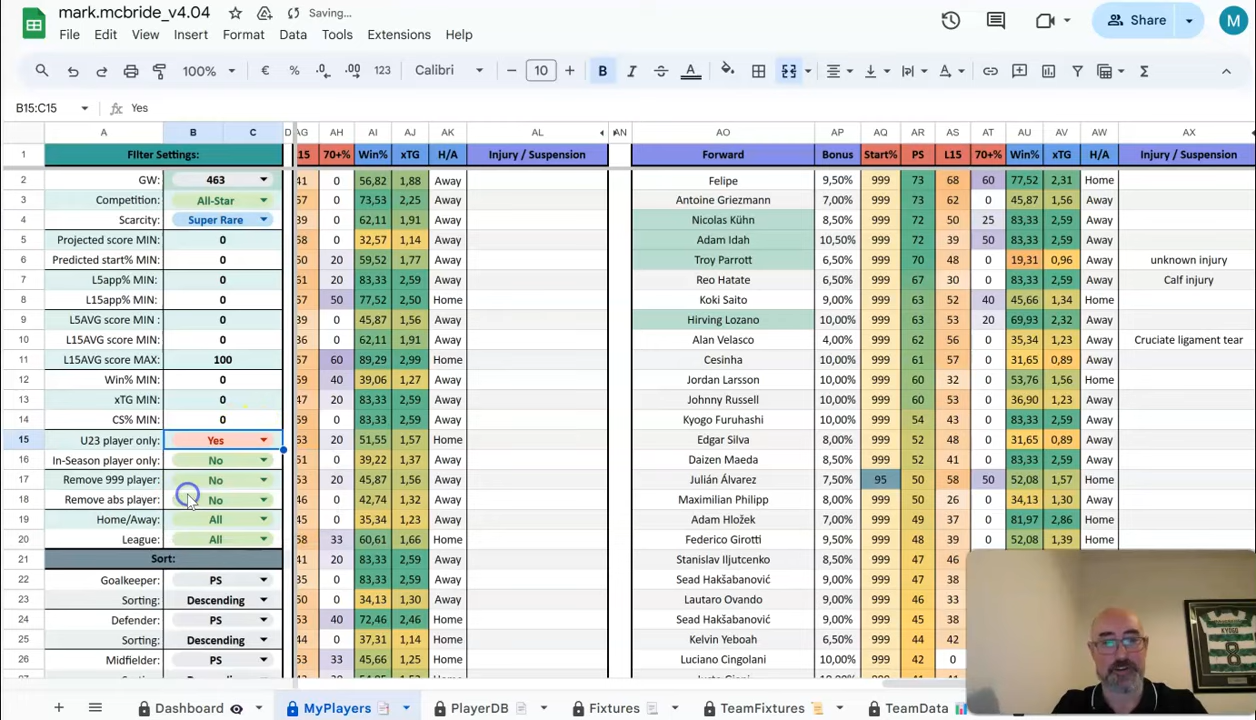 mark.mcbride_v4.04 Saving...
File Edit View Insert Format Data Tools Extensions Help
Share M
100% € % .0 .00 123 Calibri 10 B I S A Σ
B15:C15 fx Yes
A B C D AG AH AI AJ AK AL AN AO AP AQ AR AS AT AU AV AW AX
1 Filter Settings: 15 70+% Win% xTG H/A Injury / Suspension Forward Bonus Start% PS L15 70+% Win% xTG H/A Injury / Suspension
2 GW: 463 41 0 56,82 1,88 Away Felipe 9,50% 999 73 68 60 77,52 2,31 Home
3 Competition: All-Star 57 0 73,53 2,25 Away Antoine Griezmann 7,00% 999 73 62 0 45,87 1,56 Away
4 Scarcity: Super Rare 39 0 62,11 1,91 Away Nicolas Kühn 4,00% 999 72 50 25 83,33 2,59 Away
5 Projected score MIN: 0 58 0 32,57 1,14 Away Adam Idah 10,50% 999 72 39 50 83,33 2,59 Away
6 Predicted start% MIN: 0 50 20 59,52 1,77 Away Troy Parrott 6,50% 999 70 48 0 19,31 0,96 Away unknown injury
7 L5app% MIN: 0 51 20 83,33 2,59 Away Reo Hatate 8,00% 999 67 30 0 83,33 2,59 Away Calf injury
8 L15app% MIN: 0 57 50 77,52 2,50 Home Koki Saito 9,00% 999 63 52 40 45,66 1,34 Home
9 L5AVG score MIN : 0 39 0 45,87 1,56 Away Hirving Lozano 10,00% 999 63 53 20 69,93 2,32 Away
10 L15AVG score MIN: 0 36 0 62,11 1,91 Away Alan Velasco 4,00% 999 62 56 0 35,34 1,23 Away Cruciate ligament tear
11 L15AVG score MAX: 100 57 60 89,29 2,99 Home Cesinha 10,00% 999 61 57 0 31,65 0,89 Away
12 Win% MIN: 0 59 40 39,06 1,27 Away Jordan Larsson 10,00% 999 60 32 0 53,76 1,56 Home
13 xTG MIN: 0 47 20 83,33 2,59 Away Johnny Russell 6,00% 999 60 53 0 36,90 1,23 Away
14 CS% MIN: 0 59 0 83,33 2,59 Away Kyogo Furuhashi 6,00% 999 54 43 0 83,33 2,59 Away
15 U23 player only: Yes 53 20 51,55 1,57 Home Edgar Silva 8,00% 999 52 48 0 31,65 0,89 Away
16 In-Season player only: No 51 0 39,22 1,37 Away Daizen Maeda 8,00% 999 52 41 0 83,33 2,59 Away
17 Remove 999 player: No 53 20 45,87 1,56 Away Julián Álvarez 7,50% 95 50 58 50 52,08 1,57 Home
18 Remove abs player: No 46 0 42,74 1,32 Away Maximilian Philipp 8,00% 999 50 26 0 34,13 1,30 Away
19 Home/Away: All 45 0 35,34 1,23 Away Adam Hložek 7,00% 999 49 37 0 81,97 2,86 Home
20 League: All 58 33 60,61 1,66 Home Federico Girotti 9,00% 999 48 39 0 52,08 1,39 Home
21 Sort: 41 20 83,33 2,59 Away Stanislav Iljutcenko 8,50% 999 47 46
22 Goalkeeper: PS 35 0 83,33 2,59 Away Sead Hakšabanović 9,00% 999 47 38
23 Sorting: Descending 44 0 34,13 1,30 Away Lautaro Ovando 9,00% 999 46 33
24 Defender: PS 53 40 72,46 2,46 Home Sead Hakšabanović 9,00% 999 45 38
25 Sorting: Descending 44 0 37,31 1,14 Home Kelvin Yeboah 6,50% 999 44 42
26 Midfielder: PS 53 33 45,66 1,25 Home Luciano Cingolani 10,00% 999 42 0
KYOGO
8
Dashboard MyPlayers PlayerDB Fixtures TeamFixtures TeamData